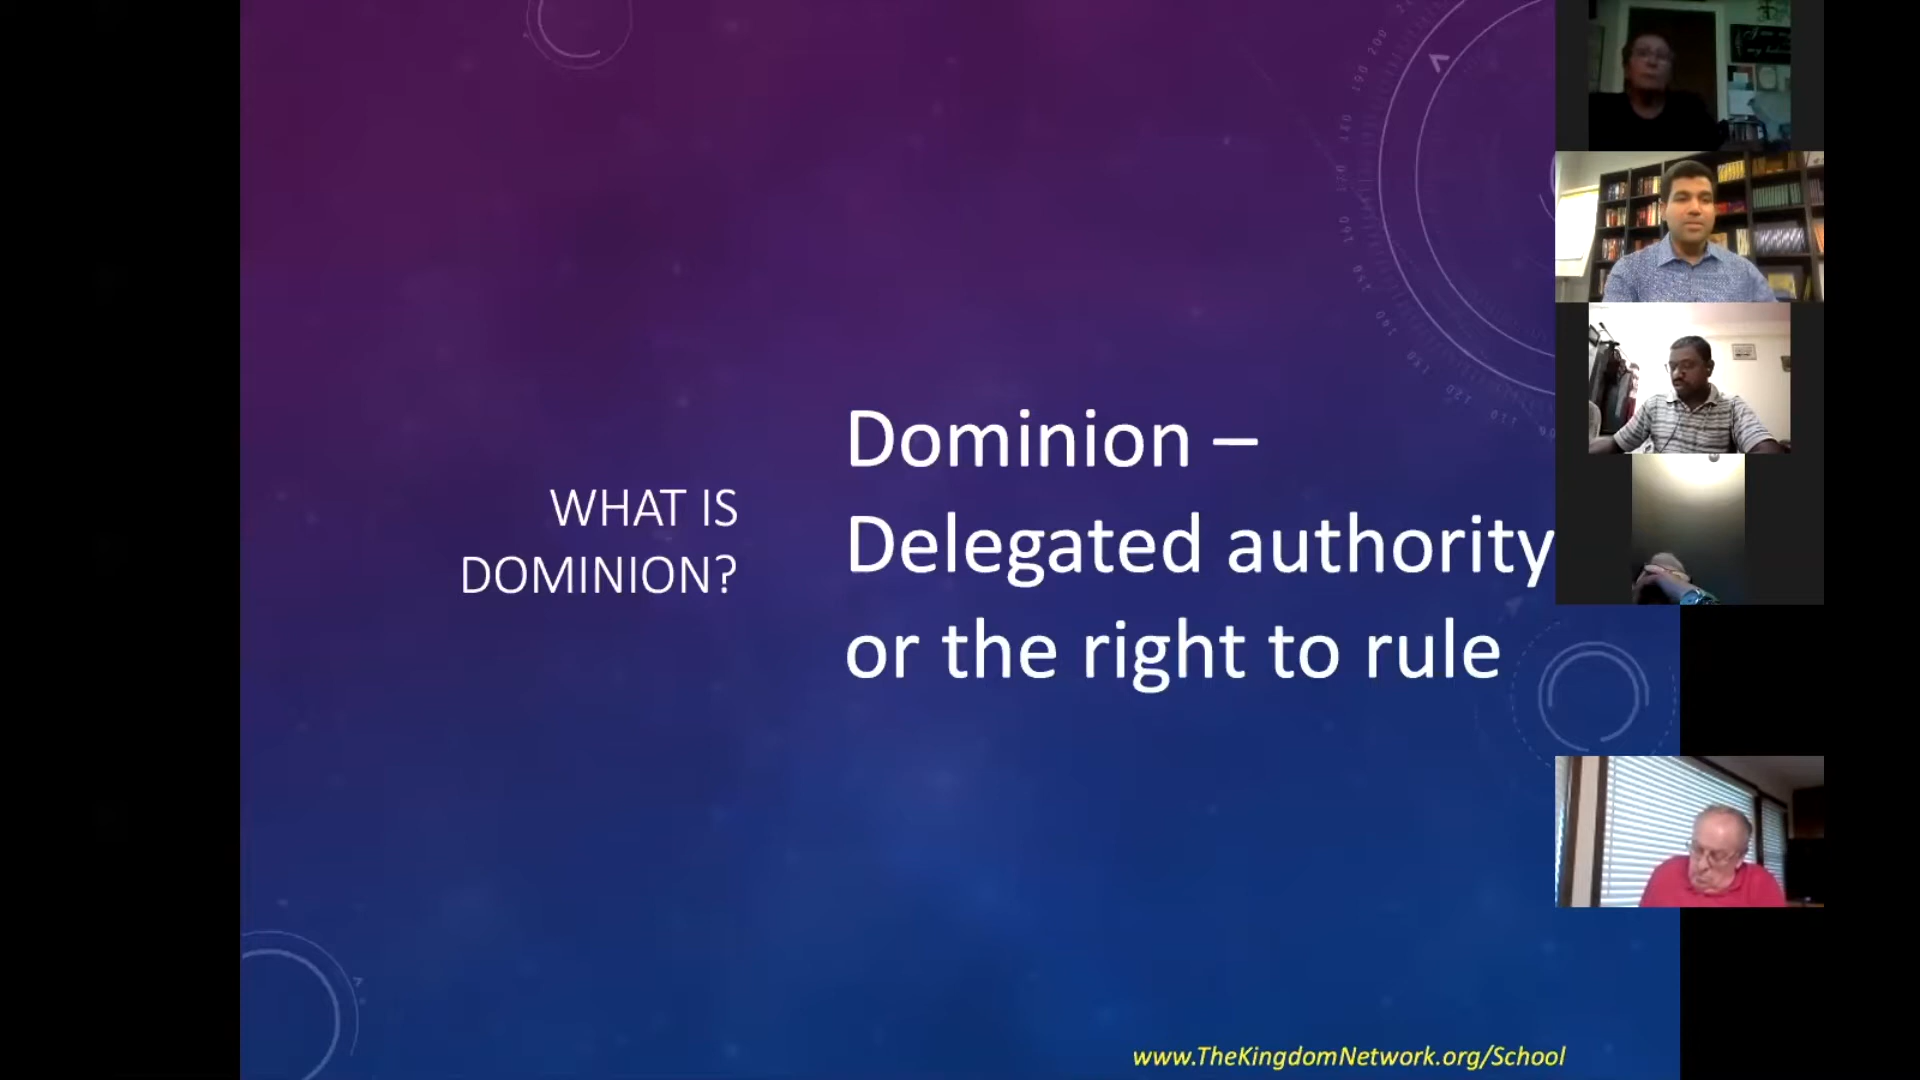 WHAT IS
DOMINION?
Dominion –
Delegated authority
or the right to rule
www.TheKingdomNetwork.org/School